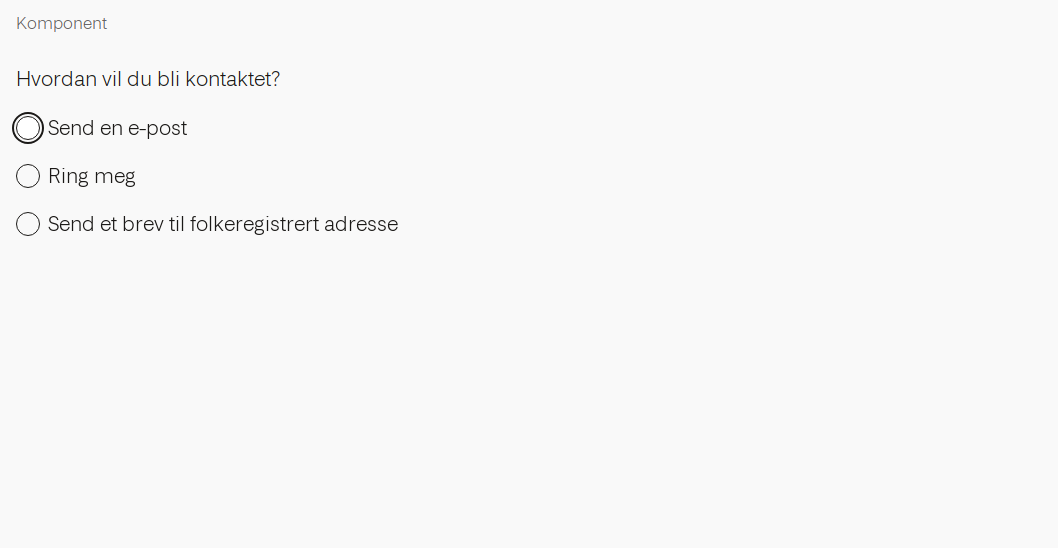 Komponent
Hvordan vil du bli kontaktet?
Send en e-post
Ring meg
Send et brev til folkeregistrert adresse